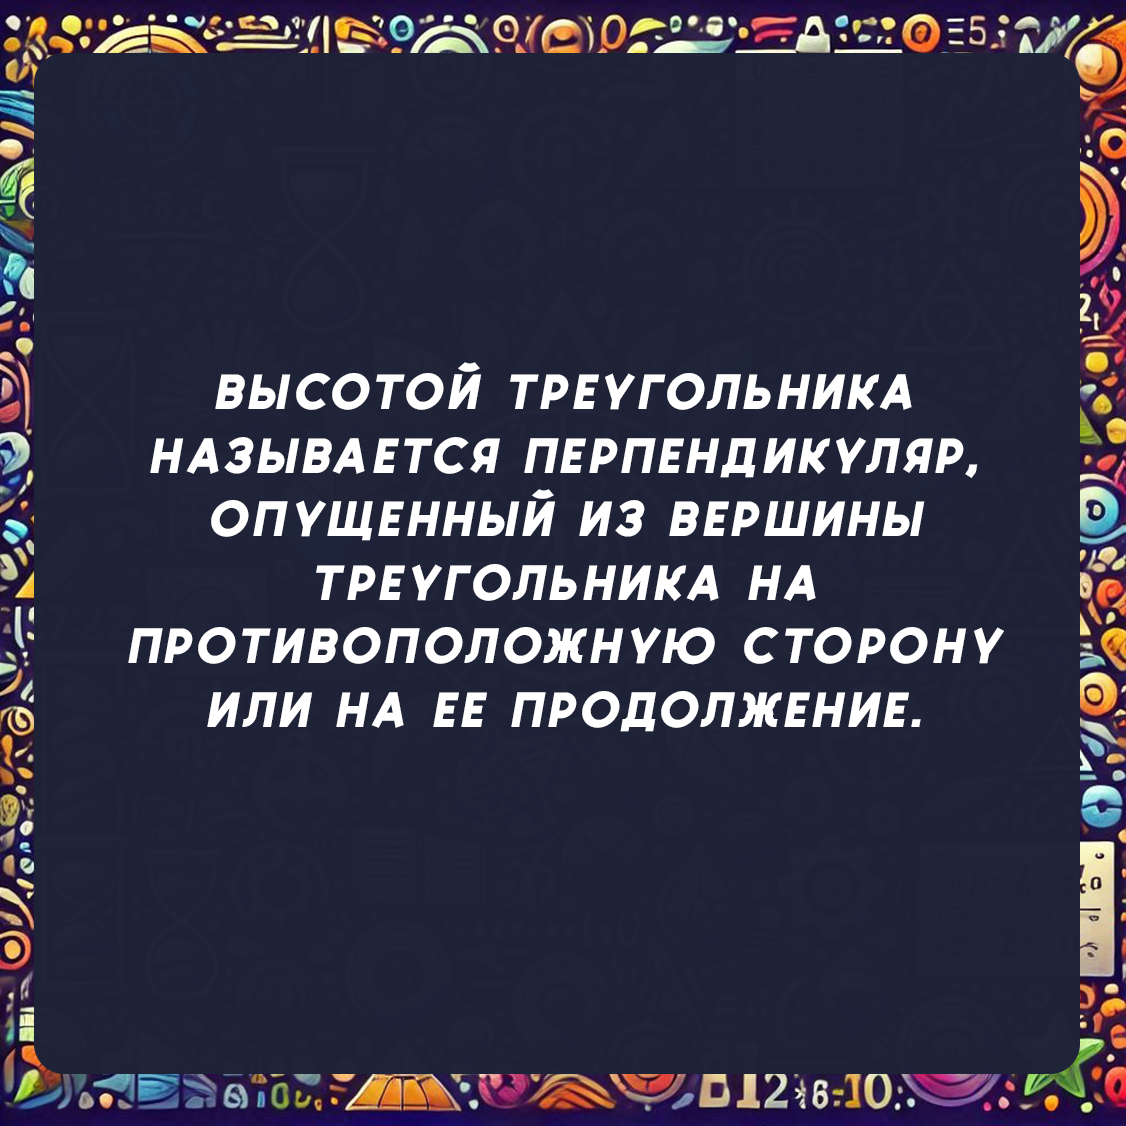 ВЫСОТОЙ ТРЕУГОЛЬНИКА
НАЗЫВАЕТСЯ ПЕРПЕНДИКУЛЯР,
ОПУЩЕННЫЙ ИЗ ВЕРШИНЫ
ТРЕУГОЛЬНИКА НА
ПРОТИВОПОЛОЖНУЮ СТОРОНУ
ИЛИ НА ЕЕ ПРОДОЛЖЕНИЕ.